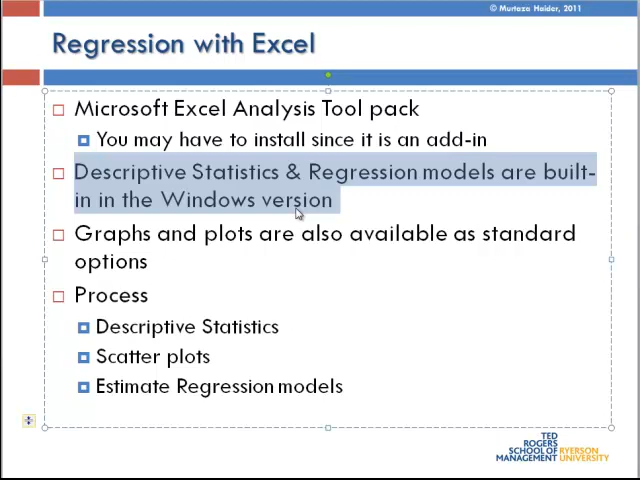 © Murtaza Haider, 2011
Regression with Excel
Microsoft Excel Analysis Tool pack
You may have to install since it is an add-in
Descriptive Statistics & Regression models are built-
in in the Windows version
Graphs and plots are also available as standard
options
Process
Descriptive Statistics
Scatter plots
Estimate Regression models
TED
ROGERS
SCHOOL OF RYERSON
MANAGEMENT UNIVERSITY